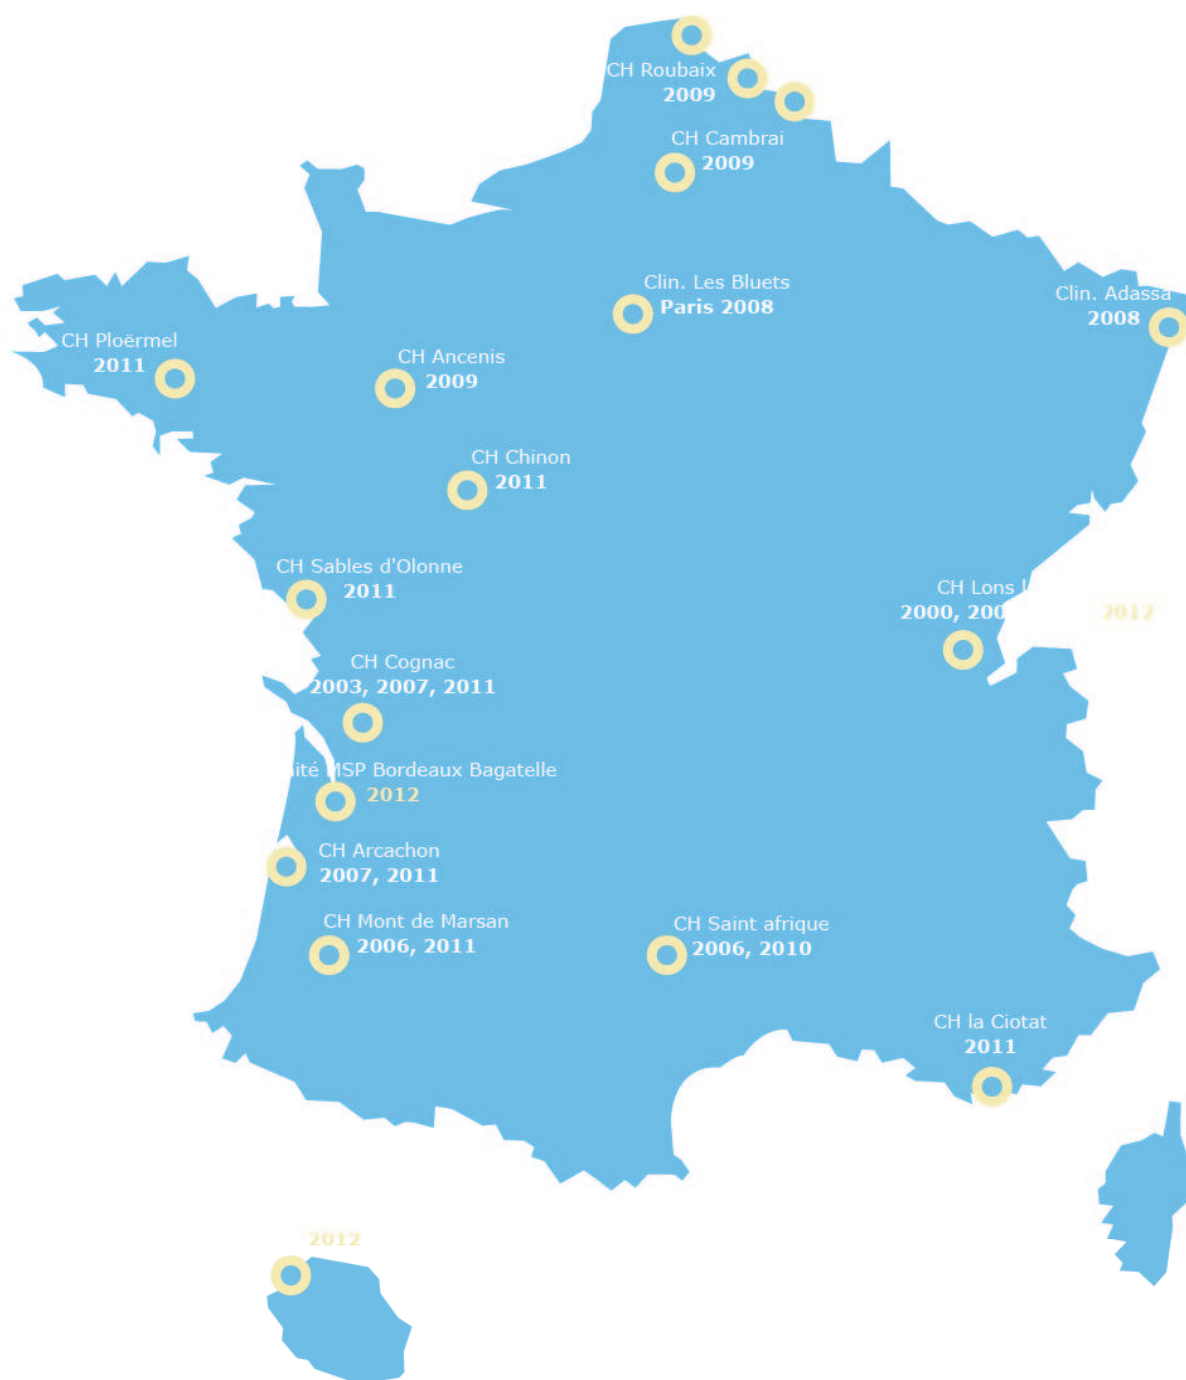 CH Roubaix
2009
CH Cambrai
2009
Clin. Les Bluets
Paris 2008
Clin. Adassa
2008
CH Ploërmel
2011
CH Ancenis
2009
CH Chinon
2011
CH Sables d'Olonne
2011
CH Lons
2000, 2012
CH Cognac
2003, 2007, 2011
MSP Bordeaux Bagatelle
2012
CH Arcachon
2007, 2011
CH Mont de Marsan
2006, 2011
CH Saint afrique
2006, 2010
CH la Ciotat
2011
2012